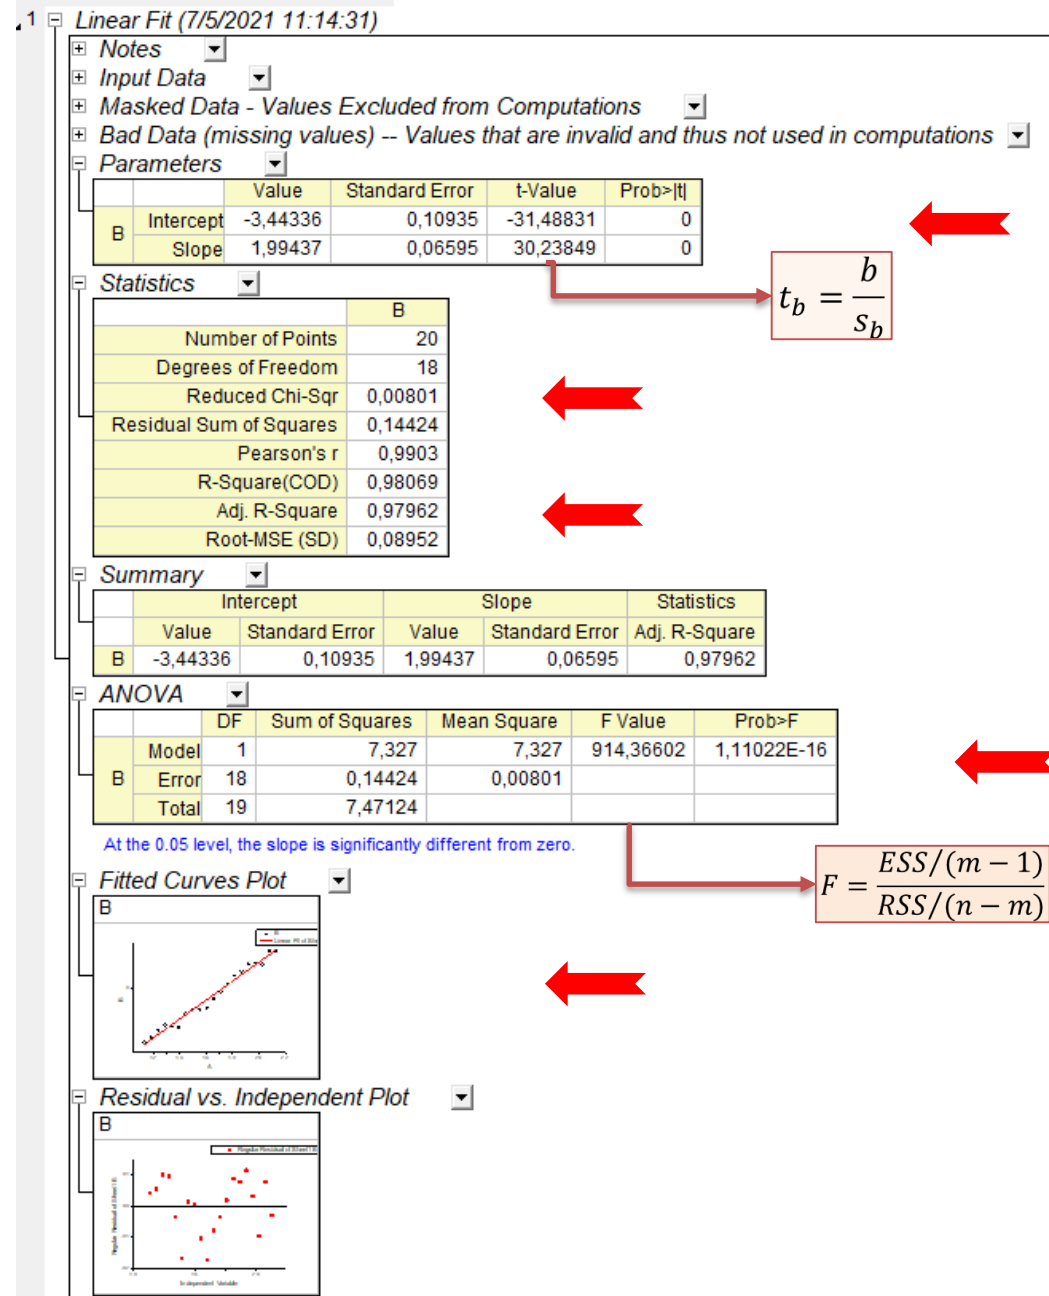 1 Linear Fit (7/5/2021 11:14:31)
Notes
Input Data
Masked Data - Values Excluded from Computations
Bad Data (missing values) -- Values that are invalid and thus not used in computations
Parameters
Value Standard Error t-Value Prob>|t|
B Intercept -3,44336 0,10935 -31,48831 0
Slope 1,99437 0,06595 30,23849 0
t_b = b / s_b
Statistics
B
Number of Points 20
Degrees of Freedom 18
Reduced Chi-Sqr 0,00801
Residual Sum of Squares 0,14424
Pearson's r 0,9903
R-Square(COD) 0,98069
Adj. R-Square 0,97962
Root-MSE (SD) 0,08952
Summary
Intercept Slope Statistics
Value Standard Error Value Standard Error Adj. R-Square
B -3,44336 0,10935 1,99437 0,06595 0,97962
ANOVA
DF Sum of Squares Mean Square F Value Prob>F
B Model 1 7,327 7,327 914,36602 1,11022E-16
Error 18 0,14424 0,00801
Total 19 7,47124
At the 0.05 level, the slope is significantly different from zero.
F = ESS/(m − 1) / RSS/(n − m)
Fitted Curves Plot
B
B
A
Residual vs. Independent Plot
B
Independent Variable